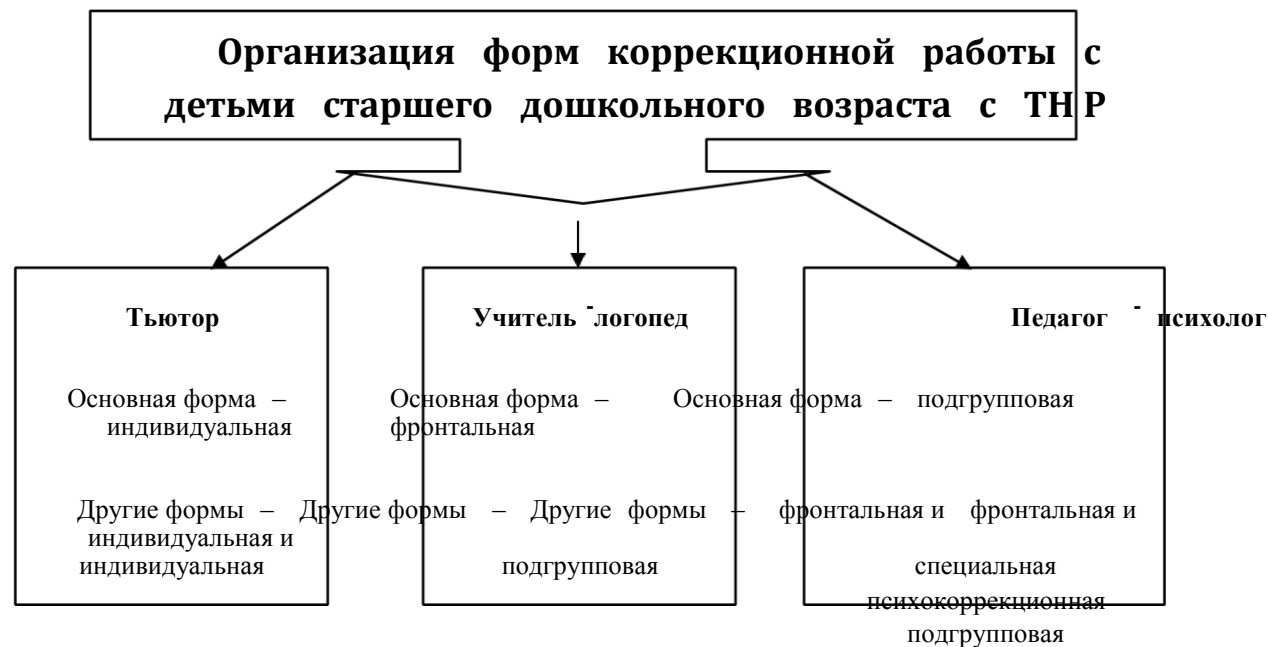 Организация форм коррекционной работы с
детьми старшего дошкольного возраста с ТНР
Тьютор
Учитель-логопед
Педагог - психолог
Основная форма – Основная форма – Основная форма – подгрупповая
индивидуальная фронтальная
Другие формы – Другие формы – Другие формы – фронтальная и фронтальная и
индивидуальная и
индивидуальная подгрупповая специальная
психокоррекционная
подгрупповая